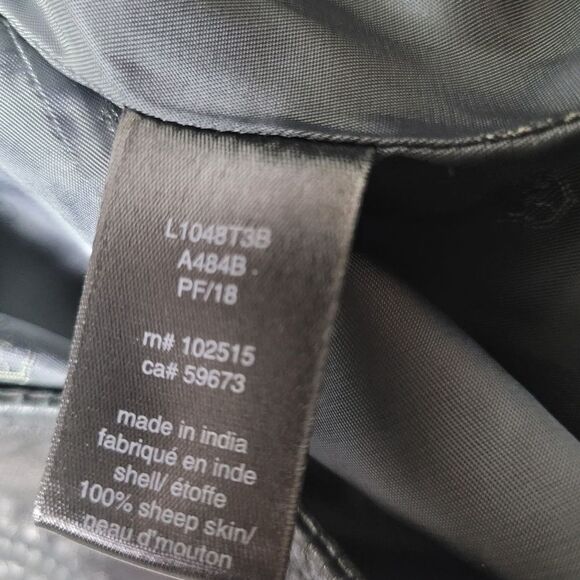 L1048T3B
A484B
PF/18
m# 102515
ca# 59673
made in india
fabriqué en inde
shell/ étoffe
100% sheep skin/
peau d'mouton